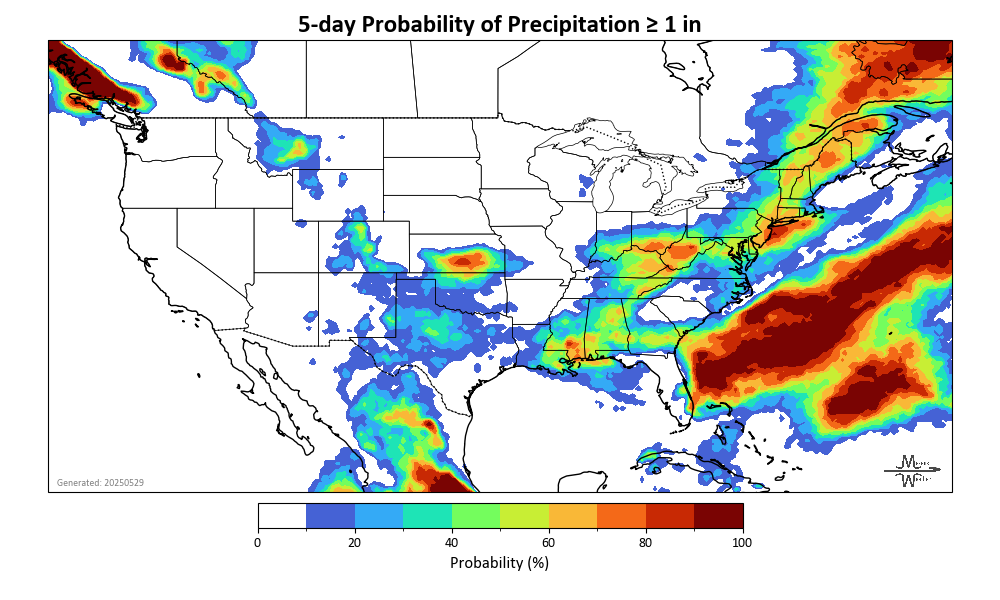 5-day Probability of Precipitation ≥ 1 in
Generated: 20250529
0 20 40 60 80 100
Probability (%)